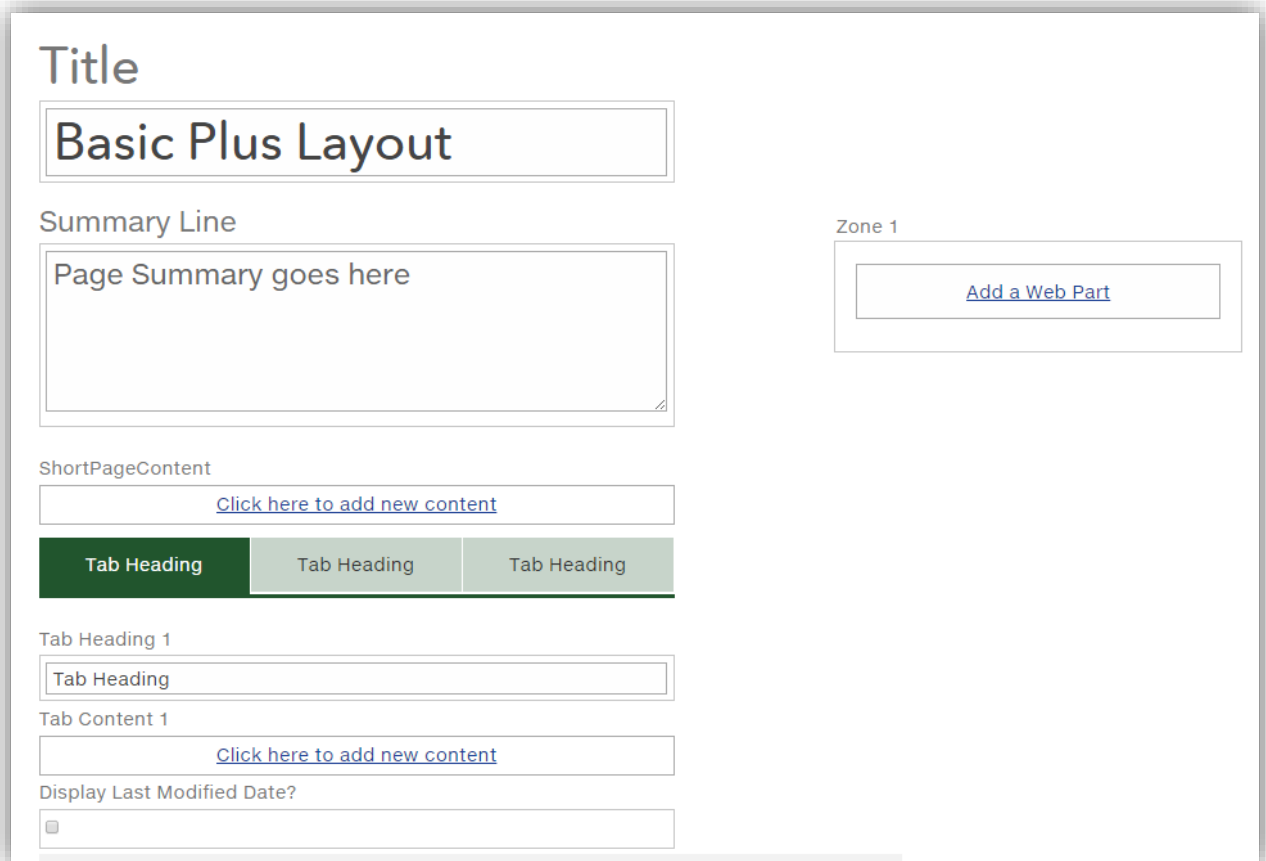 Title
Basic Plus Layout
Summary Line
Page Summary goes here
Zone 1
Add a Web Part
ShortPageContent
Click here to add new content
Tab Heading Tab Heading Tab Heading
Tab Heading 1
Tab Heading
Tab Content 1
Click here to add new content
Display Last Modified Date?